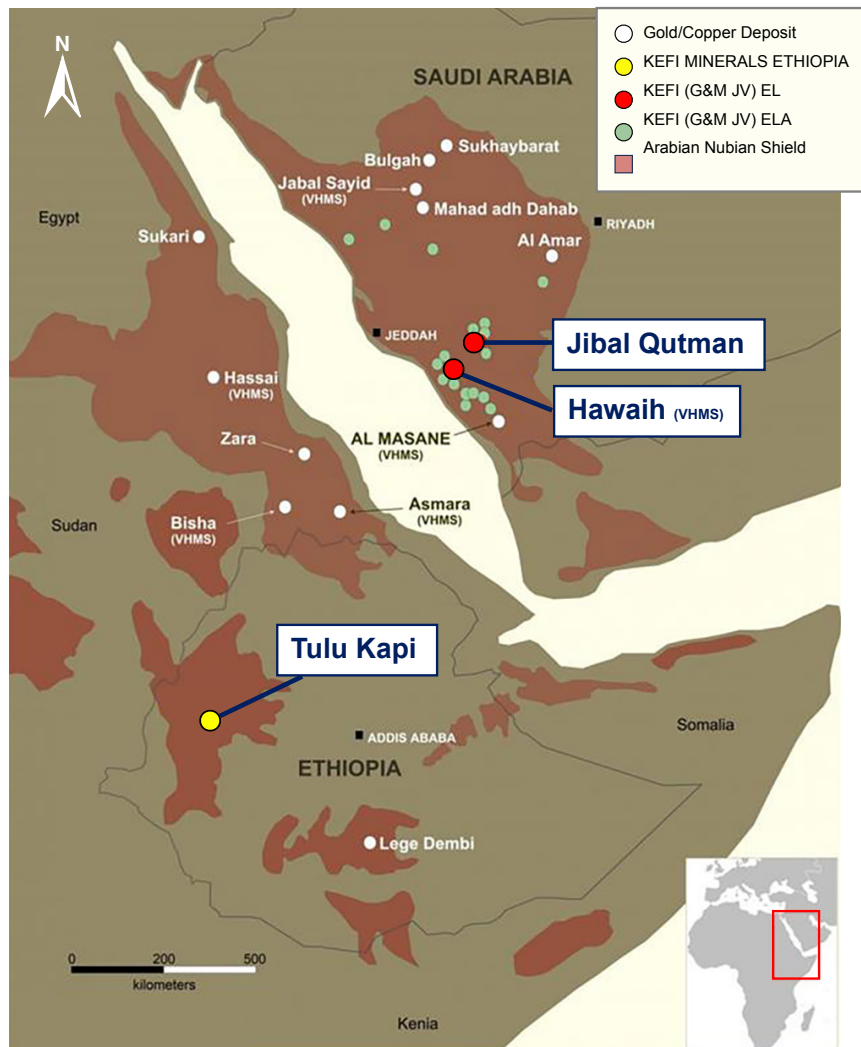 N
Gold/Copper Deposit
KEFI MINERALS ETHIOPIA
KEFI (G&M JV) EL
KEFI (G&M JV) ELA
Arabian Nubian Shield
SAUDI ARABIA
Sukhaybarat
Bulgah
Jabal Sayid
(VHMS)
Mahad adh Dahab
Egypt
RIYADH
Sukari
Al Amar
JEDDAH
Jibal Qutman
Hassai
(VHMS)
Hawaih (VHMS)
Zara
AL MASANE
(VHMS)
Sudan
Bisha
(VHMS)
Asmara
(VHMS)
Tulu Kapi
Somalia
ADDIS ABABA
ETHIOPIA
Lege Dembi
0 200 500
kilometers
Kenia